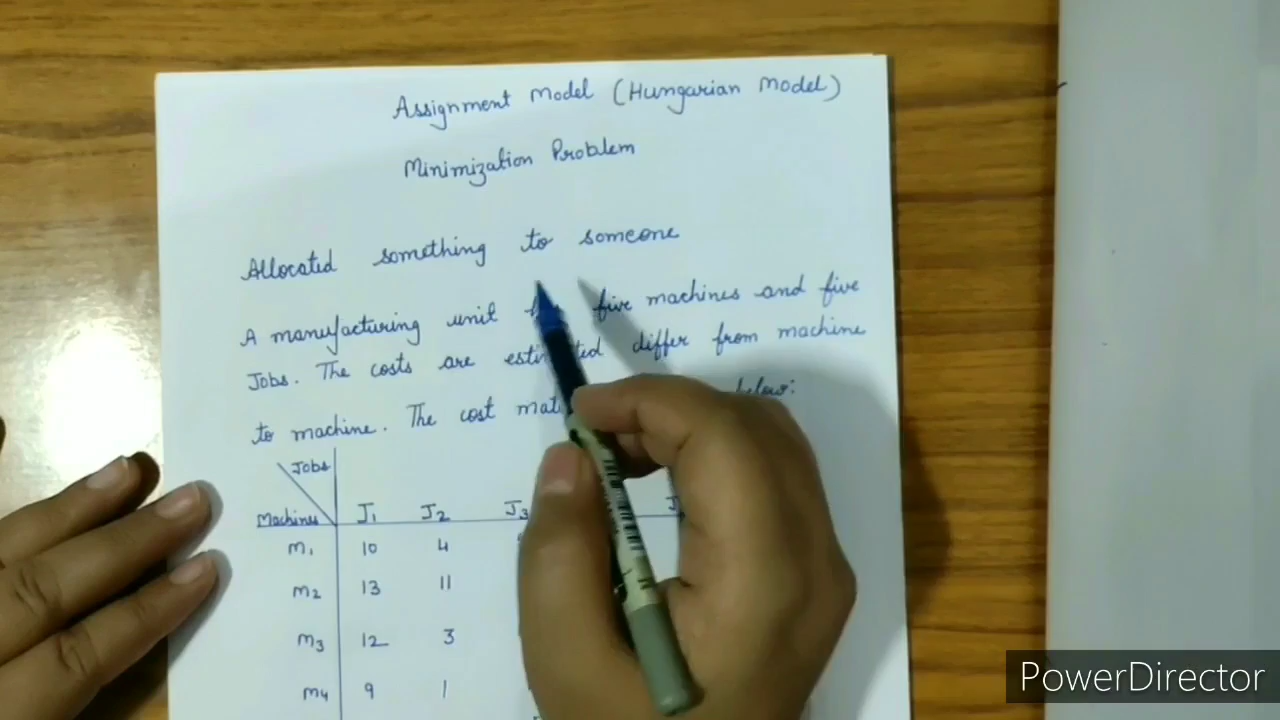 Assignment Model (Hungarian Model)
Minimization Problem
Allocated something to someone
A manufacturing unit five machines and five
Jobs. The costs are estimated differ from machine
to machine. The cost below:
Jobs
Machines J1 J2 J3
M1 10 4
M2 13 11
M3 12 3
M4 9 1
PowerDirector